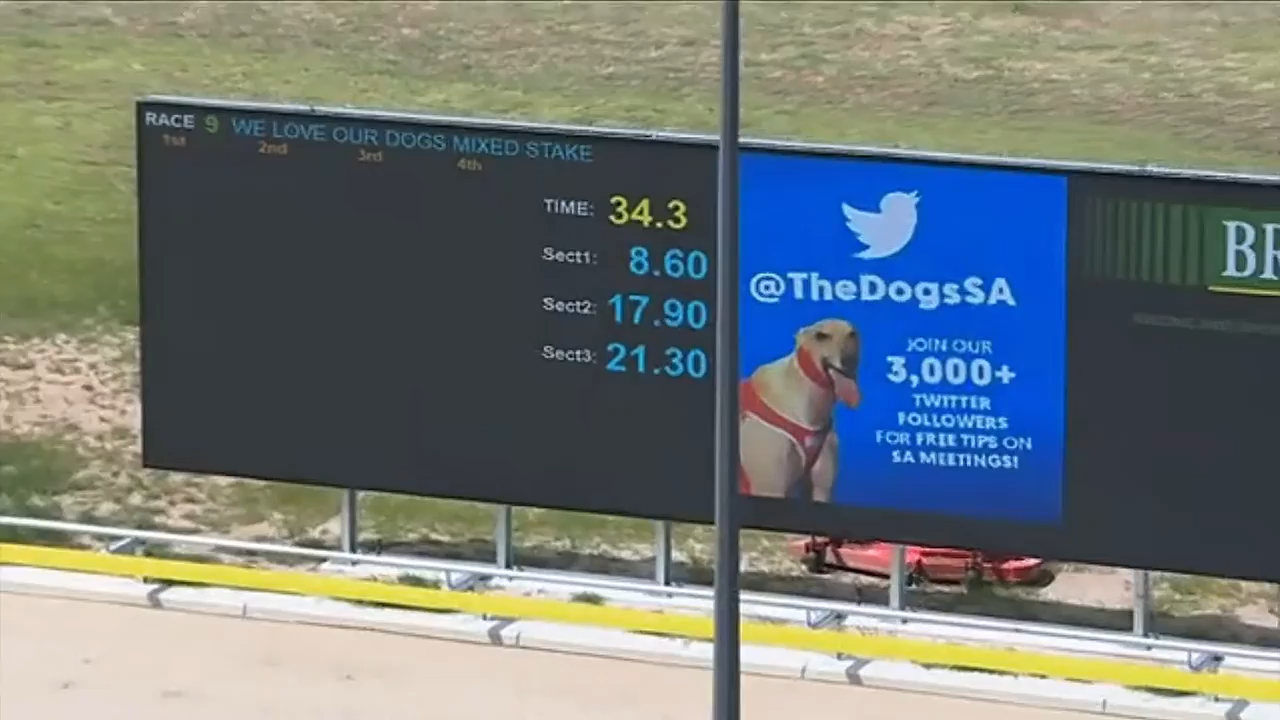 RACE 9 WE LOVE OUR DOGS MIXED STAKE
1st 2nd 3rd 4th
TIME: 34.3
Sect1: 8.60
Sect2: 17.90
Sect3: 21.30
@TheDogsSA
JOIN OUR
3,000+
TWITTER
FOLLOWERS
FOR FREE TIPS ON
SA MEETINGS!